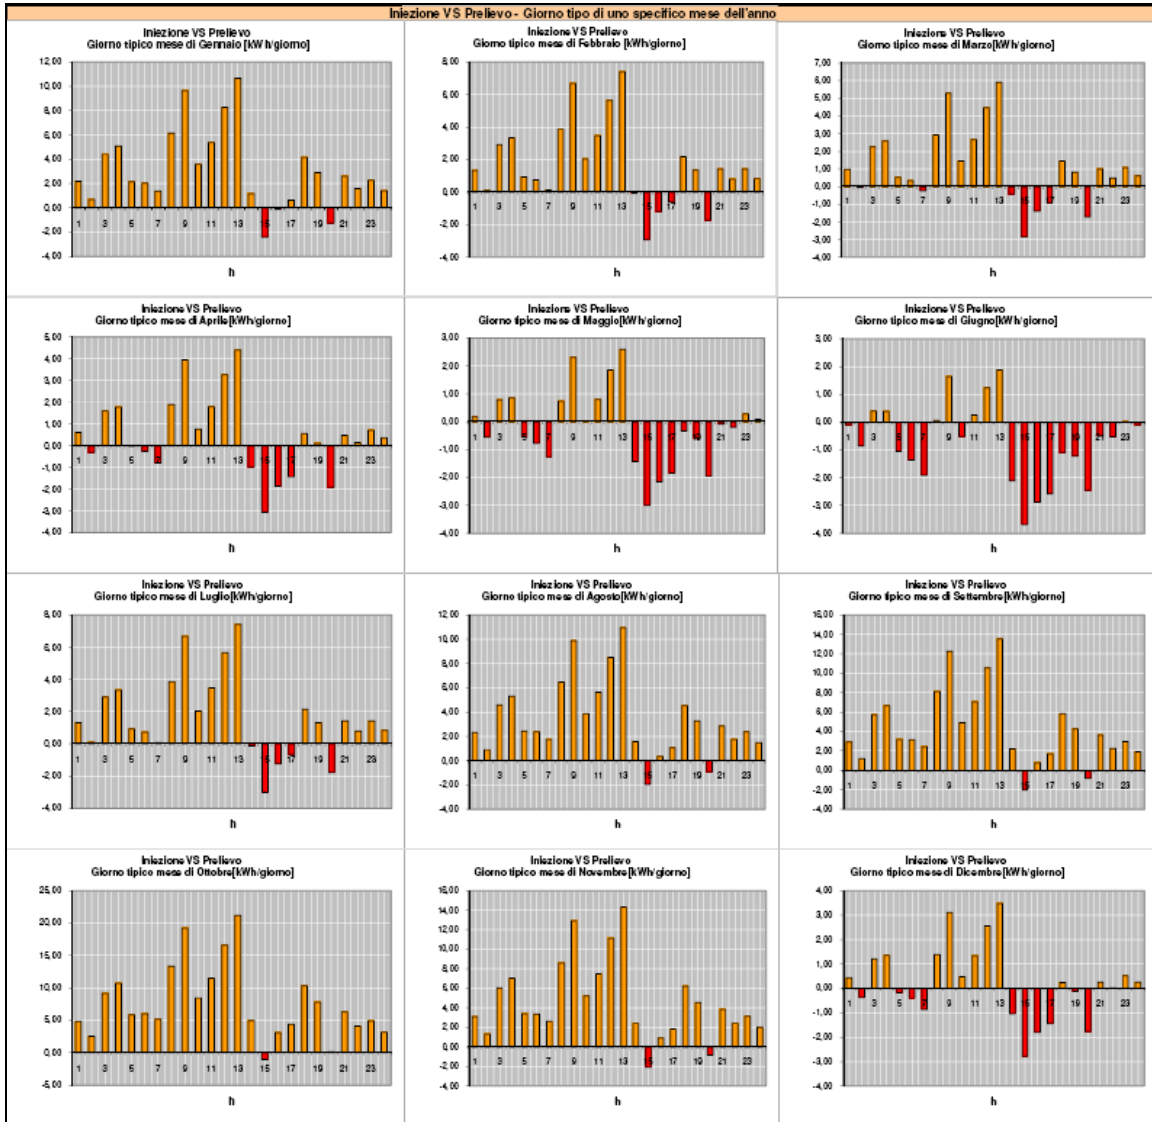 Iniezione VS Prelievo - Giorno tipo di uno specifico mese dell'anno
Iniezione VS Prelievo
Giorno tipico mese di Gennaio [kWh/giorno]
12,00
10,00
8,00
6,00
4,00
2,00
0,00
-2,00
-4,00
1 3 5 7 9 11 13 15 17 19 21 23
h
Iniezione VS Prelievo
Giorno tipico mese di Febbraio [kWh/giorno]
8,00
6,00
4,00
2,00
0,00
-2,00
-4,00
1 3 5 7 9 11 13 15 17 19 21 23
h
Iniezione VS Prelievo
Giorno tipico mese di Marzo [kWh/giorno]
7,00
6,00
5,00
4,00
3,00
2,00
1,00
0,00
-1,00
-2,00
-3,00
-4,00
1 3 5 7 9 11 13 15 17 19 21 23
h
Iniezione VS Prelievo
Giorno tipico mese di Aprile[kWh/giorno]
5,00
4,00
3,00
2,00
1,00
0,00
-1,00
-2,00
-3,00
-4,00
1 3 5 7 9 11 13 15 17 19 21 23
h
Iniezione VS Prelievo
Giorno tipico mese di Maggio[kWh/giorno]
3,00
2,00
1,00
0,00
-1,00
-2,00
-3,00
-4,00
1 3 5 7 9 11 13 15 17 19 21 23
h
Iniezione VS Prelievo
Giorno tipico mese di Giugno[kWh/giorno]
3,00
2,00
1,00
0,00
-1,00
-2,00
-3,00
-4,00
1 3 5 7 9 11 13 15 17 19 21 23
h
Iniezione VS Prelievo
Giorno tipico mese di Luglio[kWh/giorno]
8,00
6,00
4,00
2,00
0,00
-2,00
-4,00
1 3 5 7 9 11 13 15 17 19 21 23
h
Iniezione VS Prelievo
Giorno tipico mese di Agosto[kWh/giorno]
12,00
10,00
8,00
6,00
4,00
2,00
0,00
-2,00
-4,00
1 3 5 7 9 11 13 15 17 19 21 23
h
Iniezione VS Prelievo
Giorno tipico mese di Settembre[kWh/giorno]
16,00
14,00
12,00
10,00
8,00
6,00
4,00
2,00
0,00
-2,00
-4,00
1 3 5 7 9 11 13 15 17 19 21 23
h
Iniezione VS Prelievo
Giorno tipico mese di Ottobre[kWh/giorno]
25,00
20,00
15,00
10,00
5,00
0,00
-5,00
1 3 5 7 9 11 13 15 17 19 21 23
h
Iniezione VS Prelievo
Giorno tipico mese di Novembre[kWh/giorno]
16,00
14,00
12,00
10,00
8,00
6,00
4,00
2,00
0,00
-2,00
-4,00
1 3 5 7 9 11 13 15 17 19 21 23
h
Iniezione VS Prelievo
Giorno tipico mese di Dicembre[kWh/giorno]
4,00
3,00
2,00
1,00
0,00
-1,00
-2,00
-3,00
-4,00
1 3 5 7 9 11 13 15 17 19 21 23
h